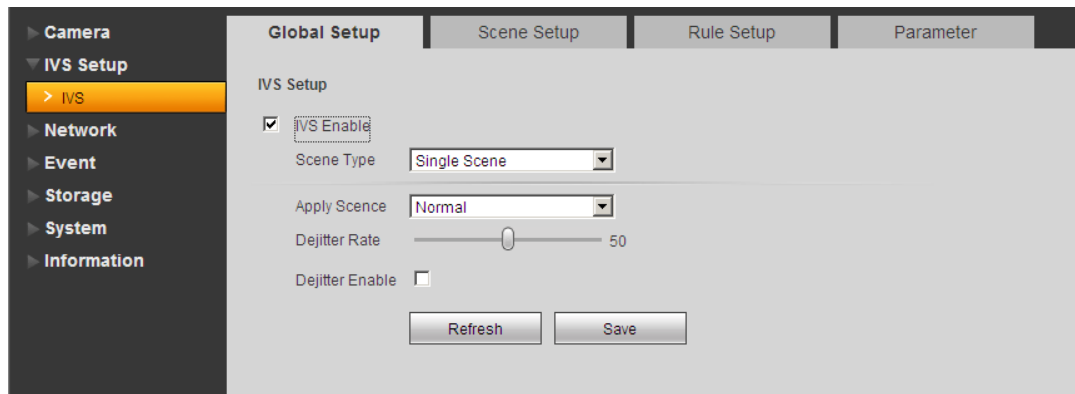 Camera
IVS Setup
> IVS
Network
Event
Storage
System
Information
Global Setup
Scene Setup
Rule Setup
Parameter
IVS Setup
IVS Enable
Scene Type Single Scene
Apply Scence Normal
Dejitter Rate 50
Dejitter Enable
Refresh Save